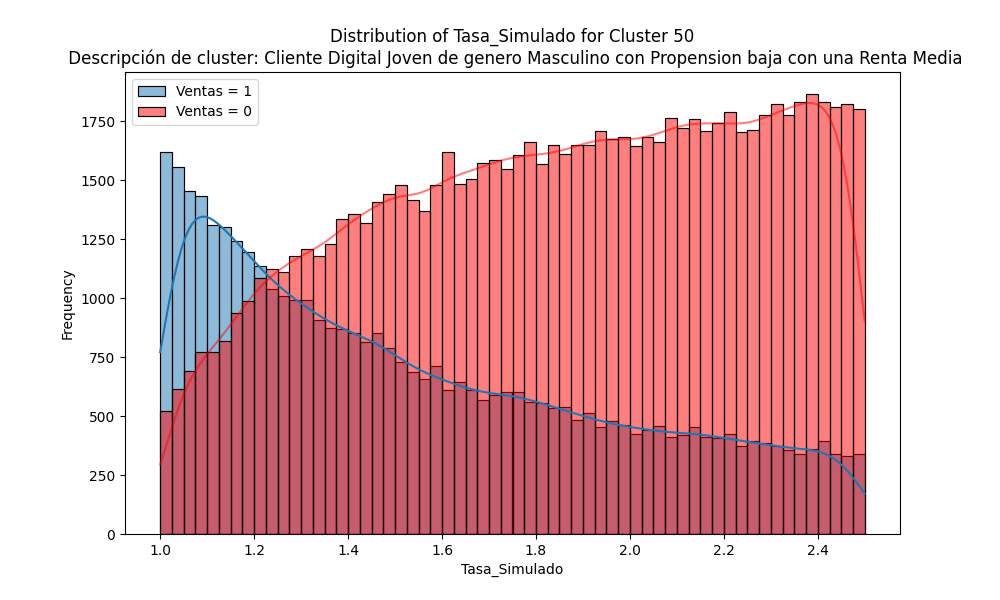 Distribution of Tasa_Simulado for Cluster 50
Descripción de cluster: Cliente Digital Joven de genero Masculino con Propension baja con una Renta Media
Ventas = 1
Ventas = 0
Frequency
1750
1500
1250
1000
750
500
250
0
1.0 1.2 1.4 1.6 1.8 2.0 2.2 2.4
Tasa_Simulado